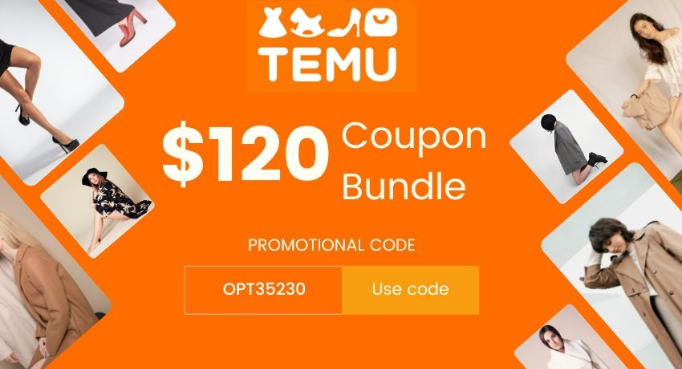 TEMU
$120 Coupon
Bundle
PROMOTIONAL CODE
OPT35230 Use code